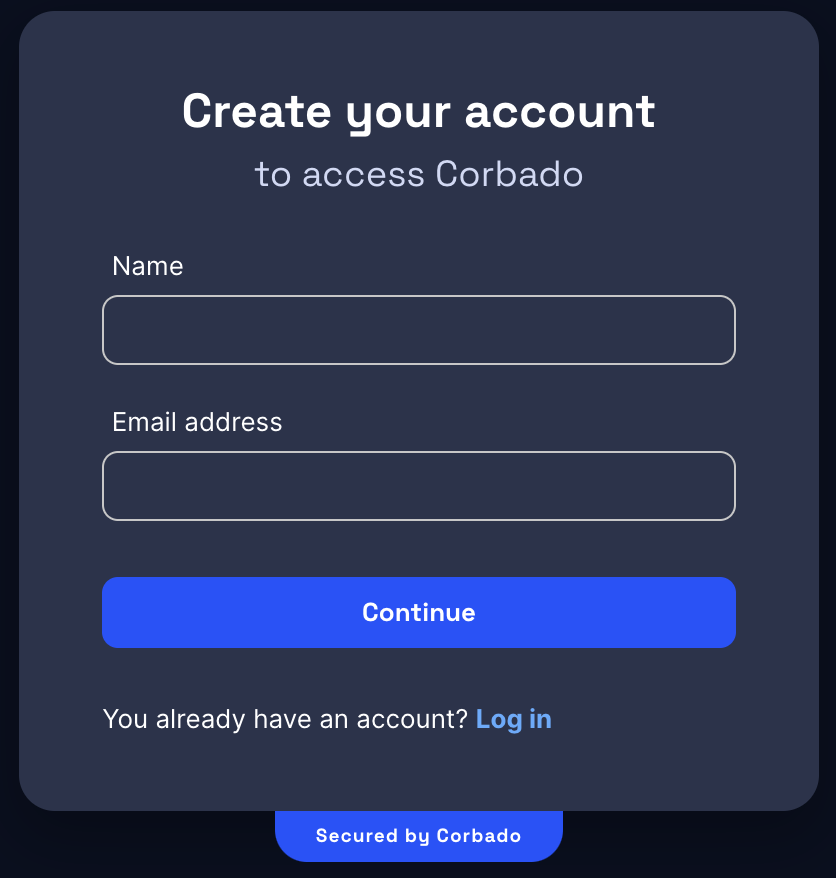 Create your account
to access Corbado
Name
Email address
Continue
You already have an account? Log in
Secured by Corbado